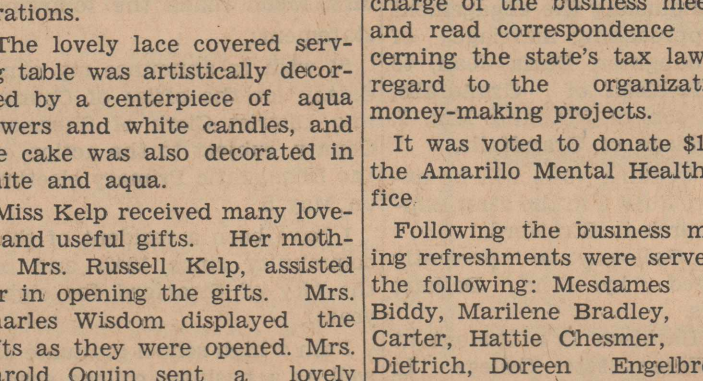 rations.
The lovely lace covered serv-
table was artistically decor-
ed by a centerpiece of aqua
wers and white candles, and
e cake was also decorated in
ite and aqua.
Miss Kelp received many love-
and useful gifts. Her moth-
Mrs. Russell Kelp, assisted
r in opening the gifts. Mrs.
arles Wisdom displayed the
ts as they were opened. Mrs.
arold Oquin sent a lovely
charge of the business mee
and read correspondence
cerning the state's tax law
regard to the organizati
money-making projects.
It was voted to donate $1
the Amarillo Mental Health
fice
Following the business m
ing refreshments were serve
the following: Mesdames
Biddy, Marilene Bradley,
Carter, Hattie Chesmer,
Dietrich, Doreen Engelbre